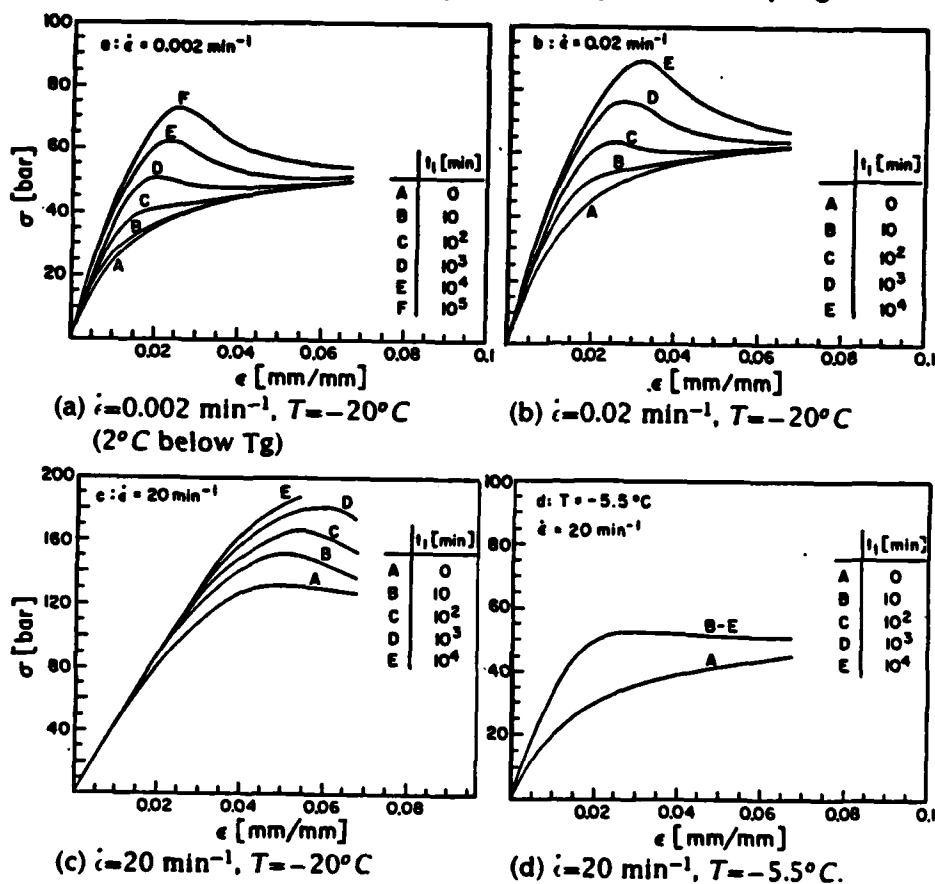 100
80
60
40
20
σ [bar]
a: ε̇ = 0.002 min⁻¹
F
E
D
C
B
A
t₁ [min]
A 0
B 10
C 10²
D 10³
E 10⁴
F 10⁵
0.02 0.04 0.06 0.08 0.1
ε [mm/mm]
(a) ε̇=0.002 min⁻¹, T=−20°C
(2°C below Tg)
b: ε̇ = 0.02 min⁻¹
E
D
C
B
A
t₁ [min]
A 0
B 10
C 10²
D 10³
E 10⁴
0.02 0.04 0.06 0.08 0.1
ε [mm/mm]
(b) ε̇=0.02 min⁻¹, T=−20°C
200
160
120
80
40
σ [bar]
c: ε̇ = 20 min⁻¹
E
D
C
B
A
t₁ [min]
A 0
B 10
C 10²
D 10³
E 10⁴
0.02 0.04 0.06 0.08
ε [mm/mm]
(c) ε̇=20 min⁻¹, T=−20°C
100
80
60
40
20
d: T = −5.5 °C
ε̇ = 20 min⁻¹
B-E
A
t₁ [min]
A 0
B 10
C 10²
D 10³
E 10⁴
0.02 0.04 0.06 0.08 0.1
ε [mm/mm]
(d) ε̇=20 min⁻¹, T=−5.5°C.